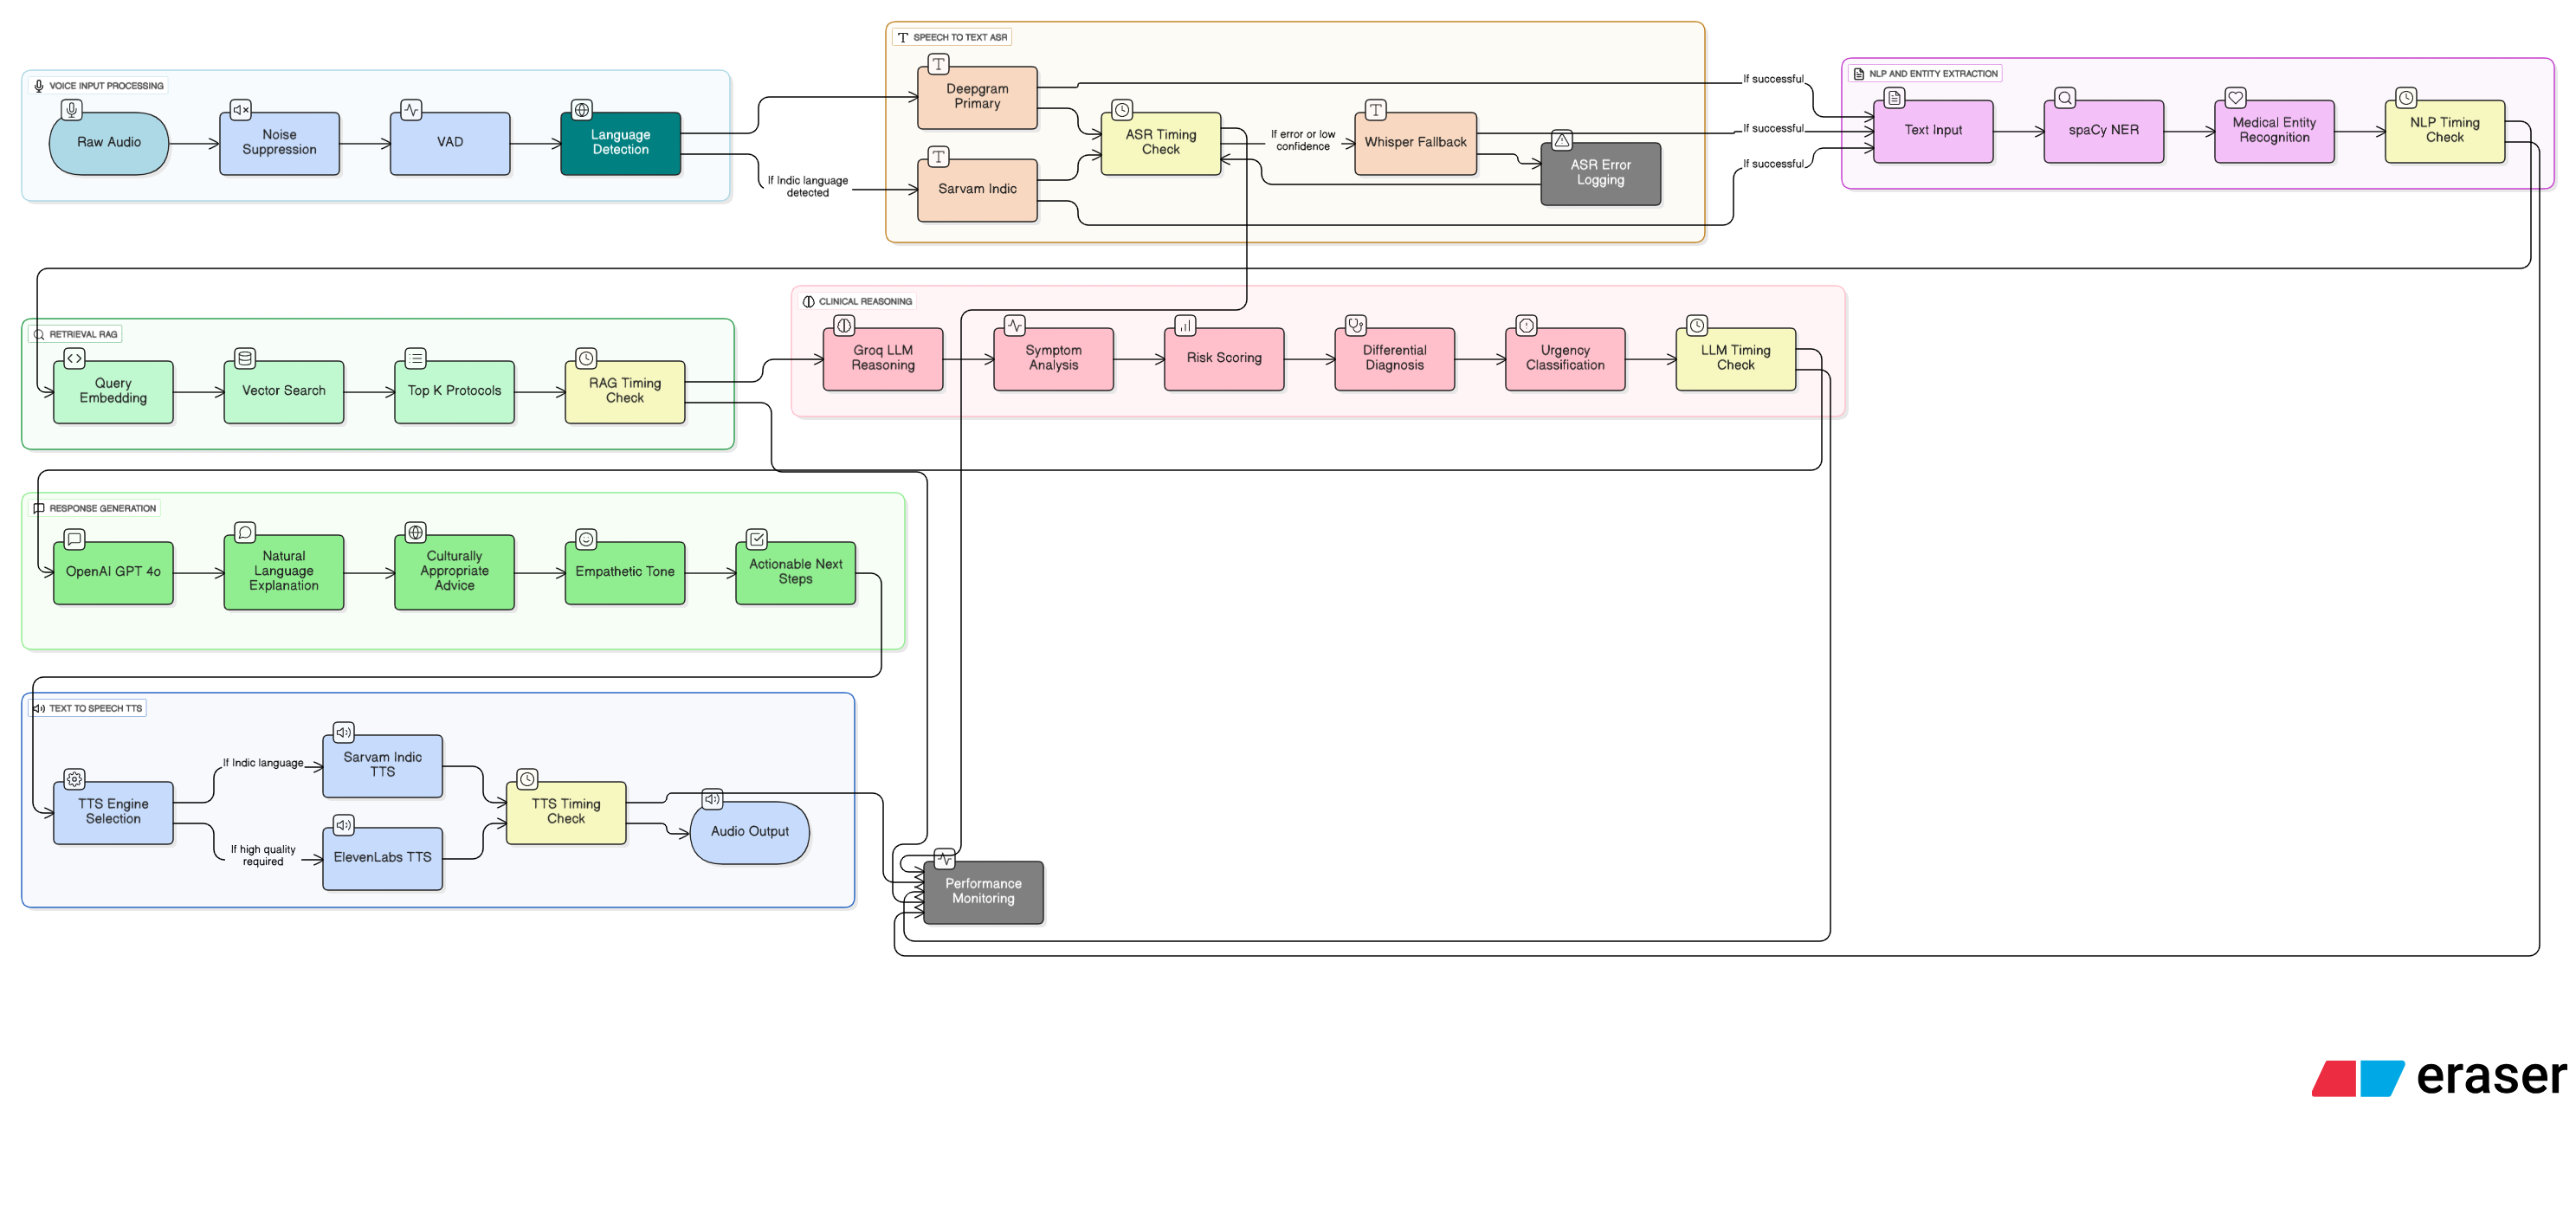 VOICE INPUT PROCESSING
Raw Audio
Noise
Suppression
VAD
Language
Detection
If Indic language
detected
SPEECH TO TEXT ASR
Deepgram
Primary
Sarvam Indic
ASR Timing
Check
If error or low
confidence
Whisper Fallback
ASR Error
Logging
If successful
If successful
If successful
NLP AND ENTITY EXTRACTION
Text Input
spaCy NER
Medical Entity
Recognition
NLP Timing
Check
RETRIEVAL RAG
Query
Embedding
Vector Search
Top K Protocols
RAG Timing
Check
CLINICAL REASONING
Groq LLM
Reasoning
Symptom
Analysis
Risk Scoring
Differential
Diagnosis
Urgency
Classification
LLM Timing
Check
RESPONSE GENERATION
OpenAI GPT 4o
Natural
Language
Explanation
Culturally
Appropriate
Advice
Empathetic Tone
Actionable Next
Steps
TEXT TO SPEECH TTS
TTS Engine
Selection
If Indic language
If high quality
required
Sarvam Indic
TTS
ElevenLabs TTS
TTS Timing
Check
Audio Output
Performance
Monitoring
eraser